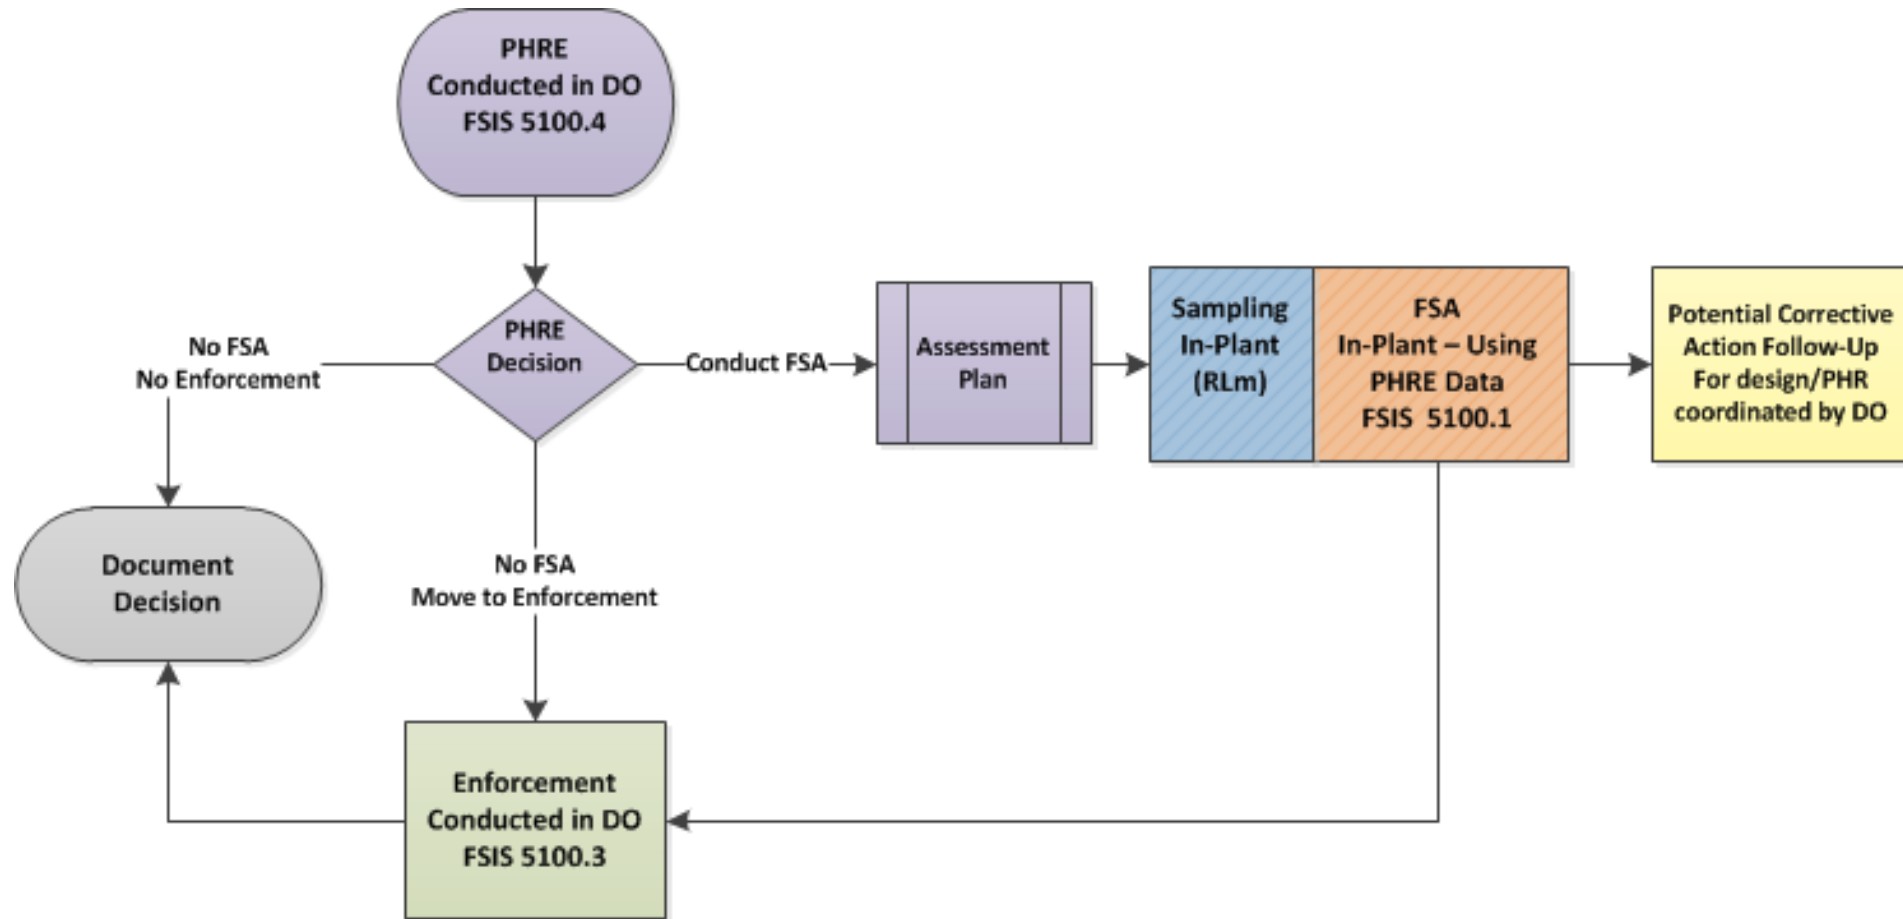 PHRE
Conducted in DO
FSIS 5100.4
PHRE
Decision
No FSA
No Enforcement
Conduct FSA
Assessment
Plan
Sampling
In-Plant
(RLm)
FSA
In-Plant – Using
PHRE Data
FSIS 5100.1
Potential Corrective
Action Follow-Up
For design/PHR
coordinated by DO
No FSA
Move to Enforcement
Document
Decision
Enforcement
Conducted in DO
FSIS 5100.3